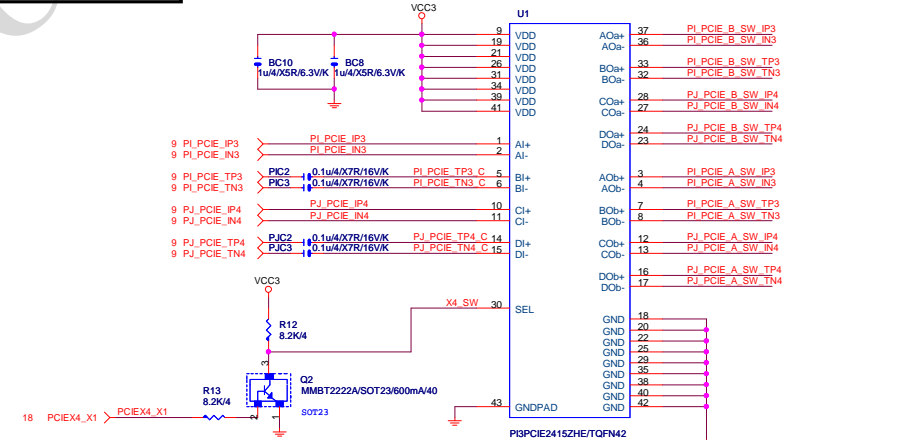 VCC3
U1
9 VDD AOa+ 37 PI_PCIE_B_SW_IP3
19 VDD AOa- 36 PI_PCIE_B_SW_IN3
21 VDD
26 VDD BOa+ 33 PI_PCIE_B_SW_TP3
31 VDD BOa- 32 PI_PCIE_B_SW_TN3
34 VDD
39 VDD COa+ 28 PJ_PCIE_B_SW_IP4
41 VDD COa- 27 PJ_PCIE_B_SW_IN4
BC10 BC8
1u/4/X5R/6.3V/K 1u/4/X5R/6.3V/K
DOa+ 24 PJ_PCIE_B_SW_TP4
DOa- 23 PJ_PCIE_B_SW_TN4
9 PI_PCIE_IP3 PI_PCIE_IP3 1 AI+
9 PI_PCIE_IN3 PI_PCIE_IN3 2 AI-
9 PI_PCIE_TP3 PIC2 0.1u/4/X7R/16V/K PI_PCIE_TP3_C 5 BI+ AOb+ 3 PI_PCIE_A_SW_IP3
9 PI_PCIE_TN3 PIC3 0.1u/4/X7R/16V/K PI_PCIE_TN3_C 6 BI- AOb- 4 PI_PCIE_A_SW_IN3
9 PJ_PCIE_IP4 PJ_PCIE_IP4 10 CI+ BOb+ 7 PI_PCIE_A_SW_TP3
9 PJ_PCIE_IN4 PJ_PCIE_IN4 11 CI- BOb- 8 PI_PCIE_A_SW_TN3
9 PJ_PCIE_TP4 PJC2 0.1u/4/X7R/16V/K PJ_PCIE_TP4_C 14 DI+ COb+ 12 PJ_PCIE_A_SW_IP4
9 PJ_PCIE_TN4 PJC3 0.1u/4/X7R/16V/K PJ_PCIE_TN4_C 15 DI- COb- 13 PJ_PCIE_A_SW_IN4
DOb+ 16 PJ_PCIE_A_SW_TP4
DOb- 17 PJ_PCIE_A_SW_TN4
VCC3
X4_SW 30 SEL
GND 18
GND 20
GND 22
GND 25
GND 29
GND 35
GND 38
GND 40
GND 42
R12
8.2K/4
3
Q2
MMBT2222A/SOT23/600mA/40
SOT23
R13
8.2K/4
2 1
18 PCIEX4_X1 PCIEX4_X1
43 GNDPAD
PI3PCIE2415ZHE/TQFN42